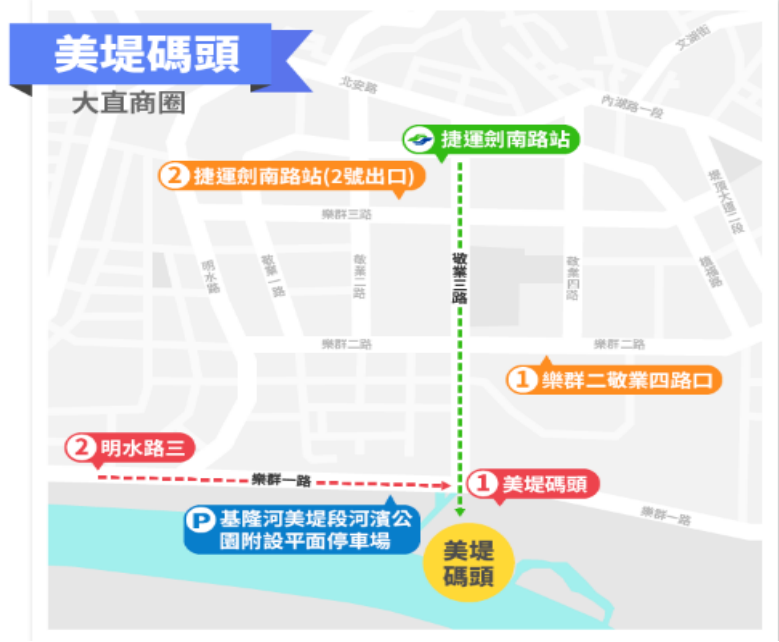 美堤碼頭
大直商圈
文湖街
北安路
內湖路一段
捷運劍南路站
2 捷運劍南路站(2號出口)
堤頂大道二段
樂群三路
明水路
敬業一路
敬業二路
敬業三路
敬業四路
植福路
樂群二路
樂群二路
1 樂群二敬業四路口
2 明水路三
樂群一路
1 美堤碼頭
P 基隆河美堤段河濱公
園附設平面停車場
樂群一路
美堤
碼頭